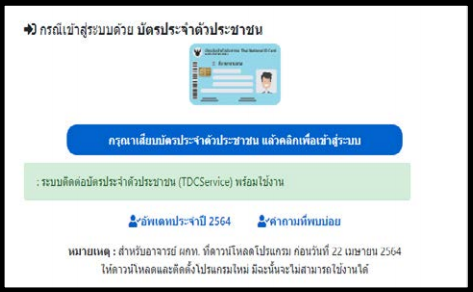 กรณีเข้าสู่ระบบด้วย บัตรประจำตัวประชาชน
กรุณาเสียบบัตรประจำตัวประชาชน แล้วคลิกเพื่อเข้าสู่ระบบ
: ระบบติดต่อบัตรประจำตัวประชาชน (TDCService) พร้อมใช้งาน
อัพเดทประจำปี 2564 คำถามที่พบบ่อย
หมายเหตุ : สำหรับอาจารย์ ผกท. ที่ดาวน์โหลดโปรแกรม ก่อนวันที่ 22 เมษายน 2564
ให้ดาวน์โหลดและติดตั้งโปรแกรมใหม่ มิฉะนั้นจะไม่สามารถใช้งานได้